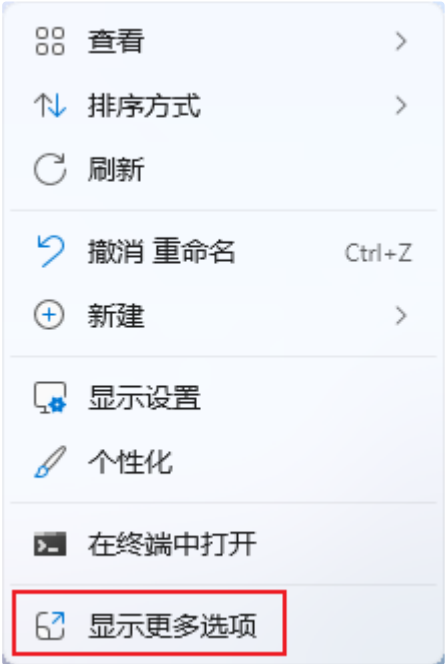 查看
排序方式
刷新
撤消 重命名 Ctrl+Z
新建
显示设置
个性化
在终端中打开
显示更多选项